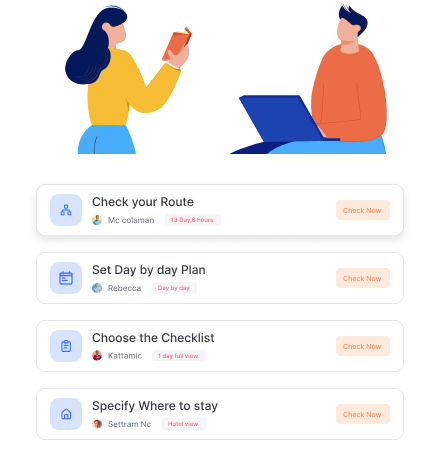 Check your Route
Mc colaman 13 Day,6 hours
Check Now
Set Day by day Plan
Rebecca Day by day
Check Now
Choose the Checklist
Kattamic 1 day full view
Check Now
Specify Where to stay
Settram Nc Hotel view
Check Now